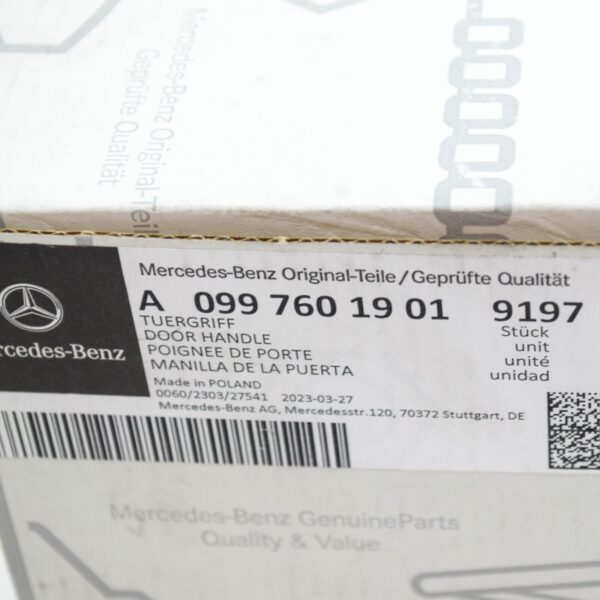 Mercedes-Benz Original-Teile
Geprüfte Qualität
Mercedes-Benz Original-Teile/Geprüfte Qualität
A 099 760 19 01 9197
TUERGRIFF
DOOR HANDLE
POIGNEE DE PORTE
MANILLA DE LA PUERTA
Stück
unit
unité
unidad
Made in POLAND
0060/2303/27541 2023-03-27
Mercedes-Benz AG, Mercedesstr.120, 70372 Stuttgart, DE
rcedes-Benz
Mercedes-Benz GenuineParts
Quality & Value